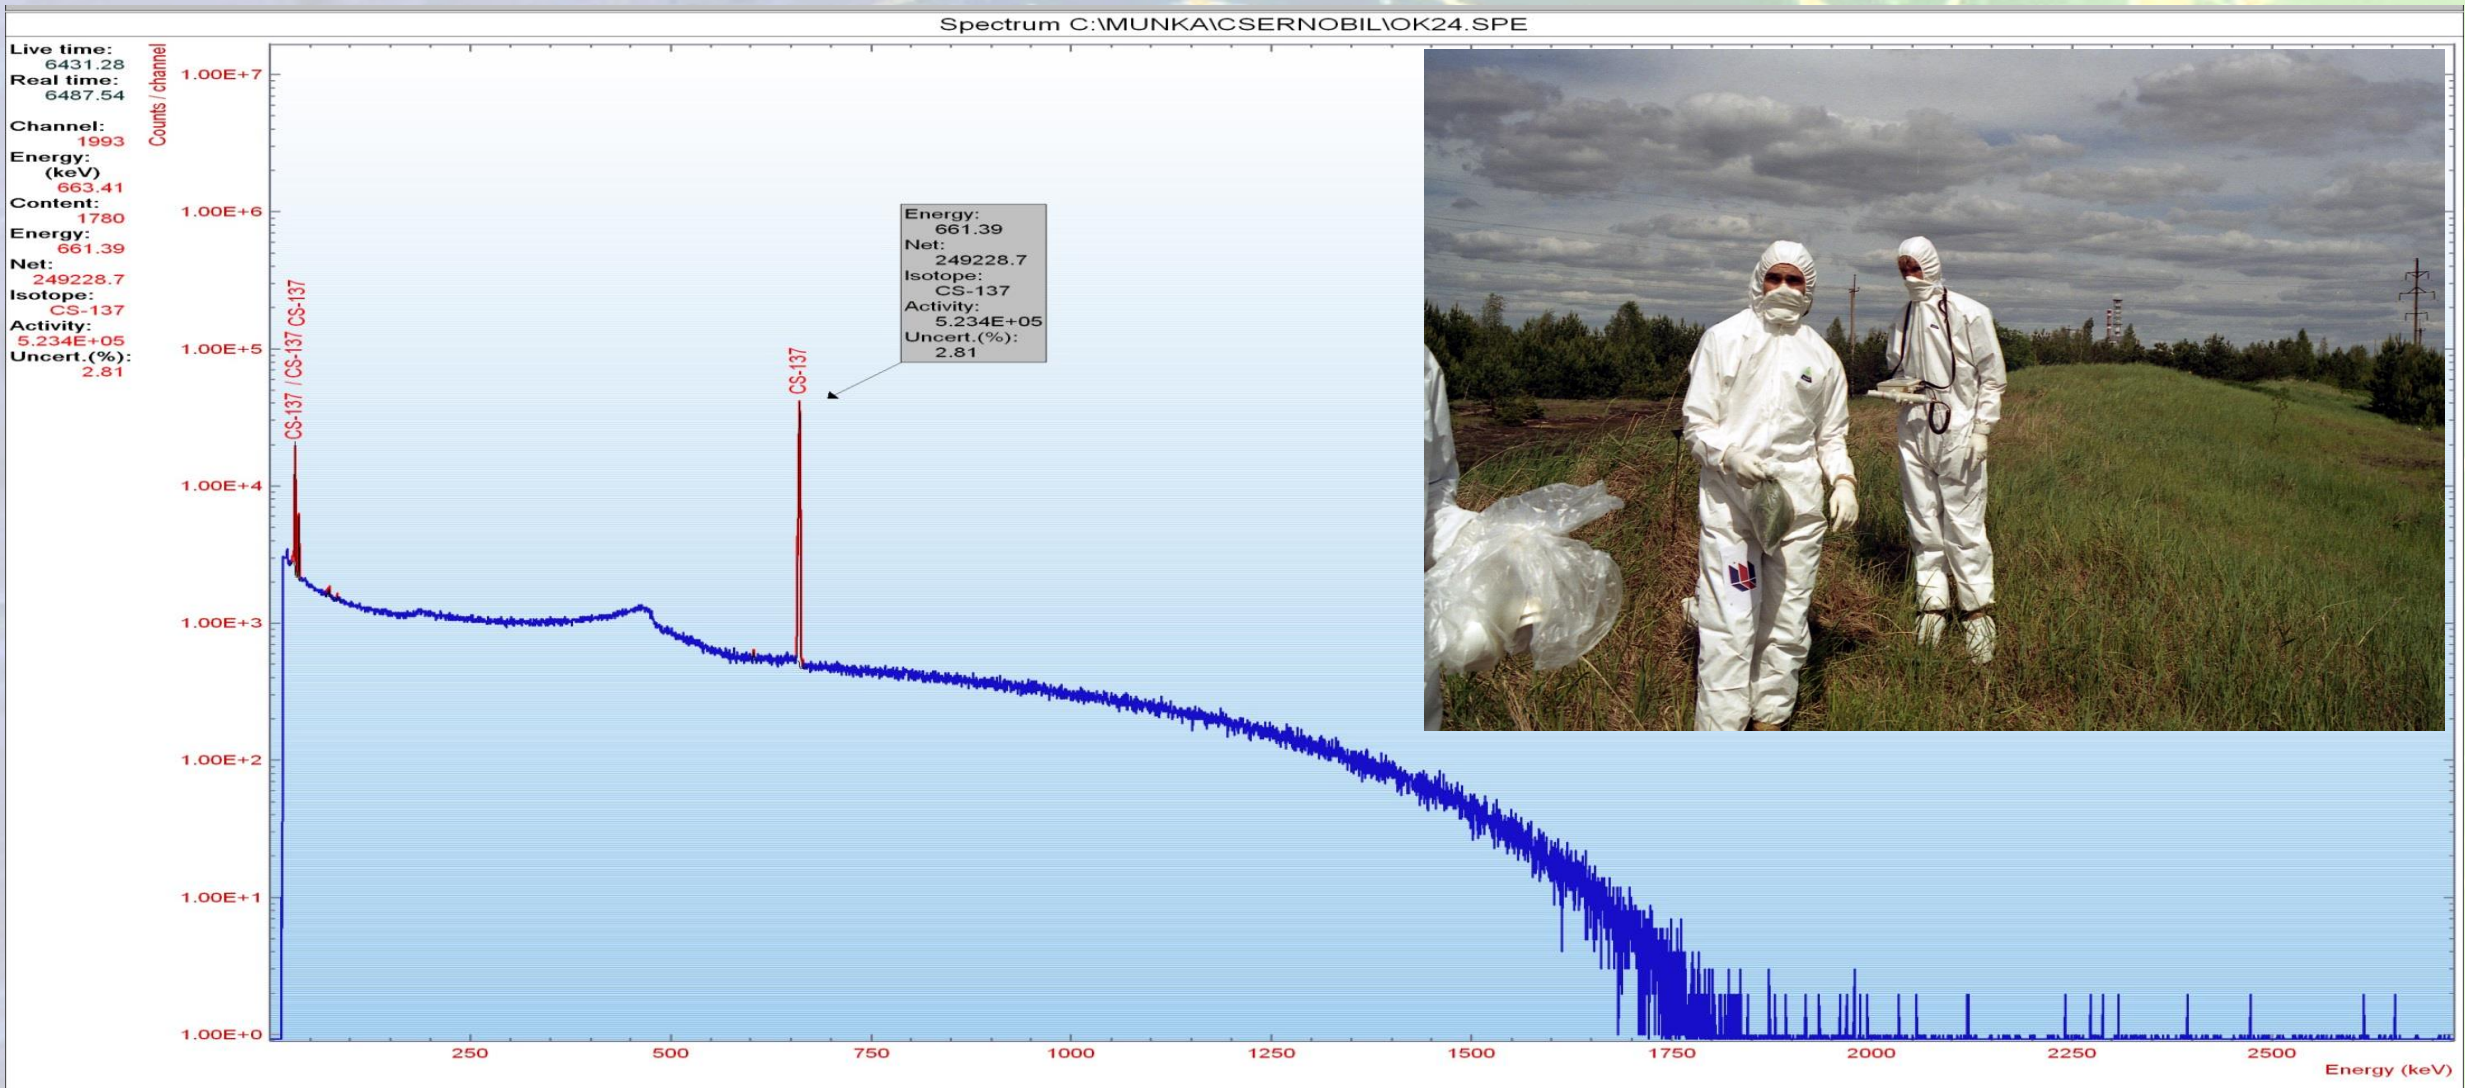 Spectrum C:\MUNKA\CSERNOBIL\OK24.SPE
Live time:
6431.28
Real time:
6487.54
Channel:
1993
Energy:
(keV)
663.41
Content:
1780
Energy:
661.39
Net:
249228.7
Isotope:
CS-137
Activity:
5.234E+05
Uncert.(%):
2.81
Counts / channel
1.00E+7
1.00E+6
1.00E+5
1.00E+4
1.00E+3
1.00E+2
1.00E+1
1.00E+0
CS-137 / CS-137 CS-137
CS-137
Energy:
661.39
Net:
249228.7
Isotope:
CS-137
Activity:
5.234E+05
Uncert.(%):
2.81
250 500 750 1000 1250 1500 1750 2000 2250 2500
Energy (keV)